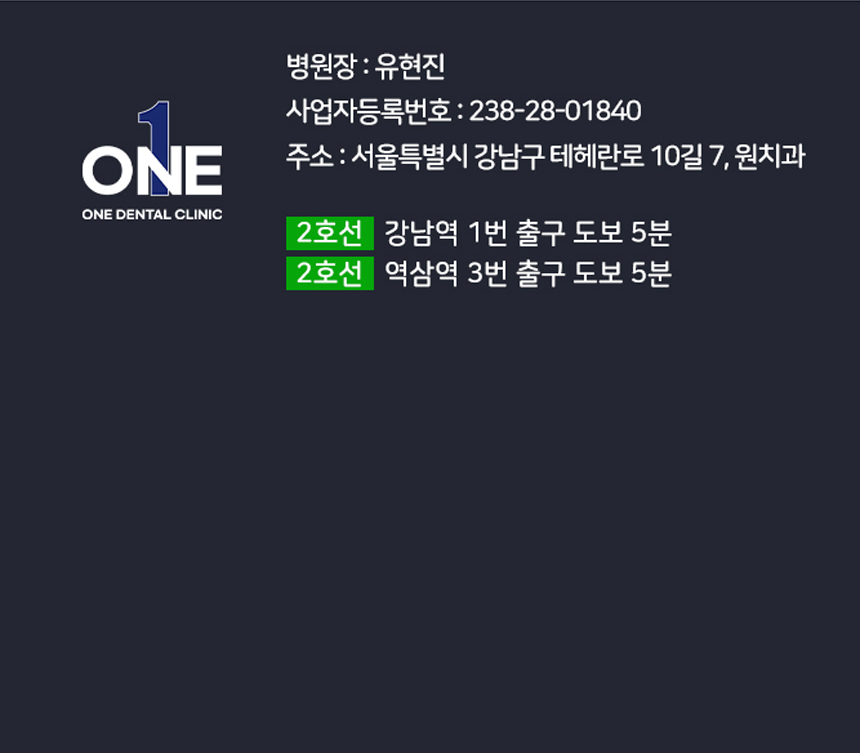 병원장 : 유현진
사업자등록번호 : 238-28-01840
주소 : 서울특별시 강남구 테헤란로 10길 7, 원치과
1
ONE
ONE DENTAL CLINIC
2호선 강남역 1번 출구 도보 5분
2호선 역삼역 3번 출구 도보 5분